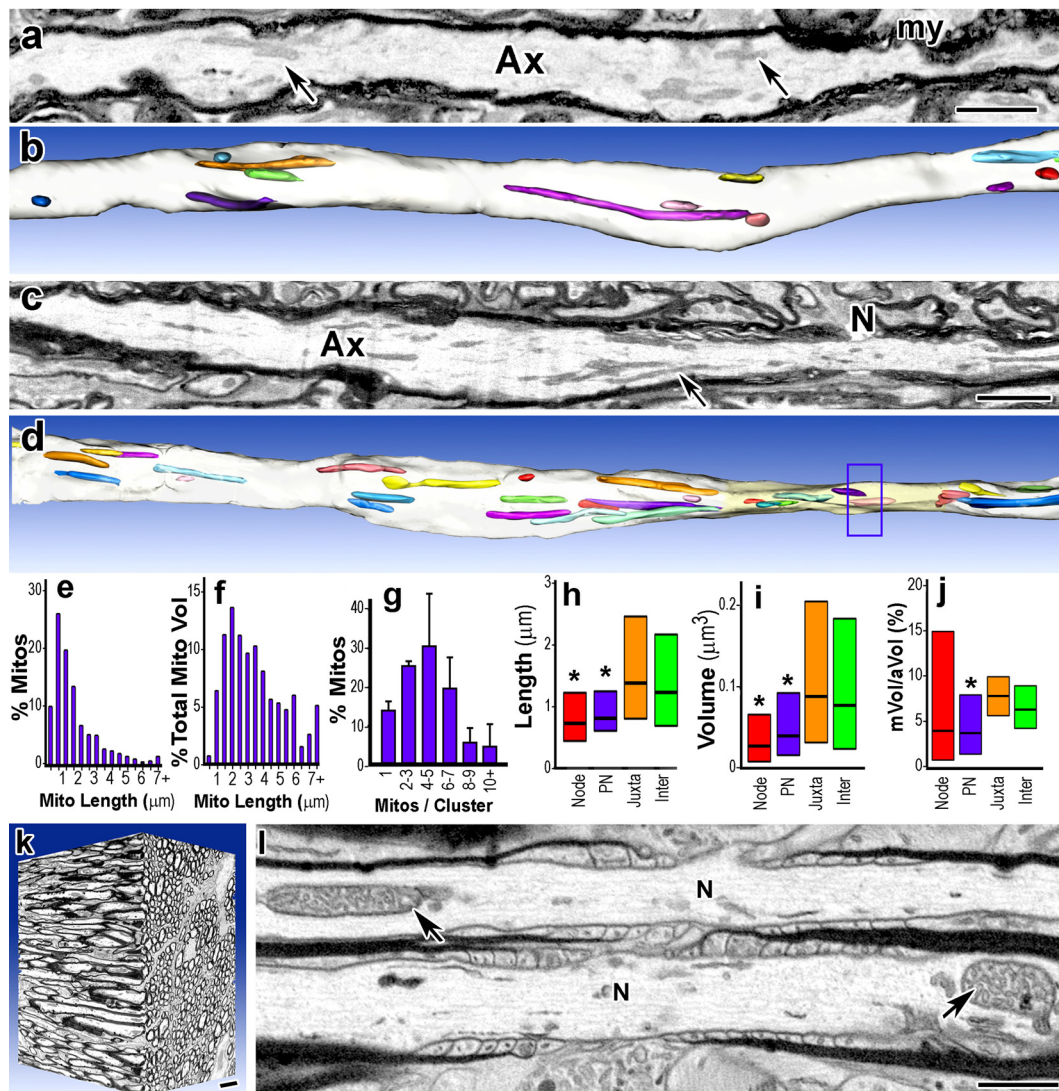 a
Ax
my
b
c
Ax
N
d
e
% Mitos
30
20
10
0
1 2 3 4 5 6 7+
Mito Length (μm)
f
% Total Mito Vol
15
10
5
0
1 2 3 4 5 6 7+
Mito Length (μm)
g
% Mitos
40
30
20
10
0
1 2-3 4-5 6-7 8-9 10+
Mitos / Cluster
h
Length (μm)
3
2
1
0
* *
Node PN Juxta Inter
i
Volume (μm3)
0.2
0.1
0
* *
Node PN Juxta Inter
j
mVol/aVol (%)
20
15
10
5
0
*
Node PN Juxta Inter
k
l
N
N